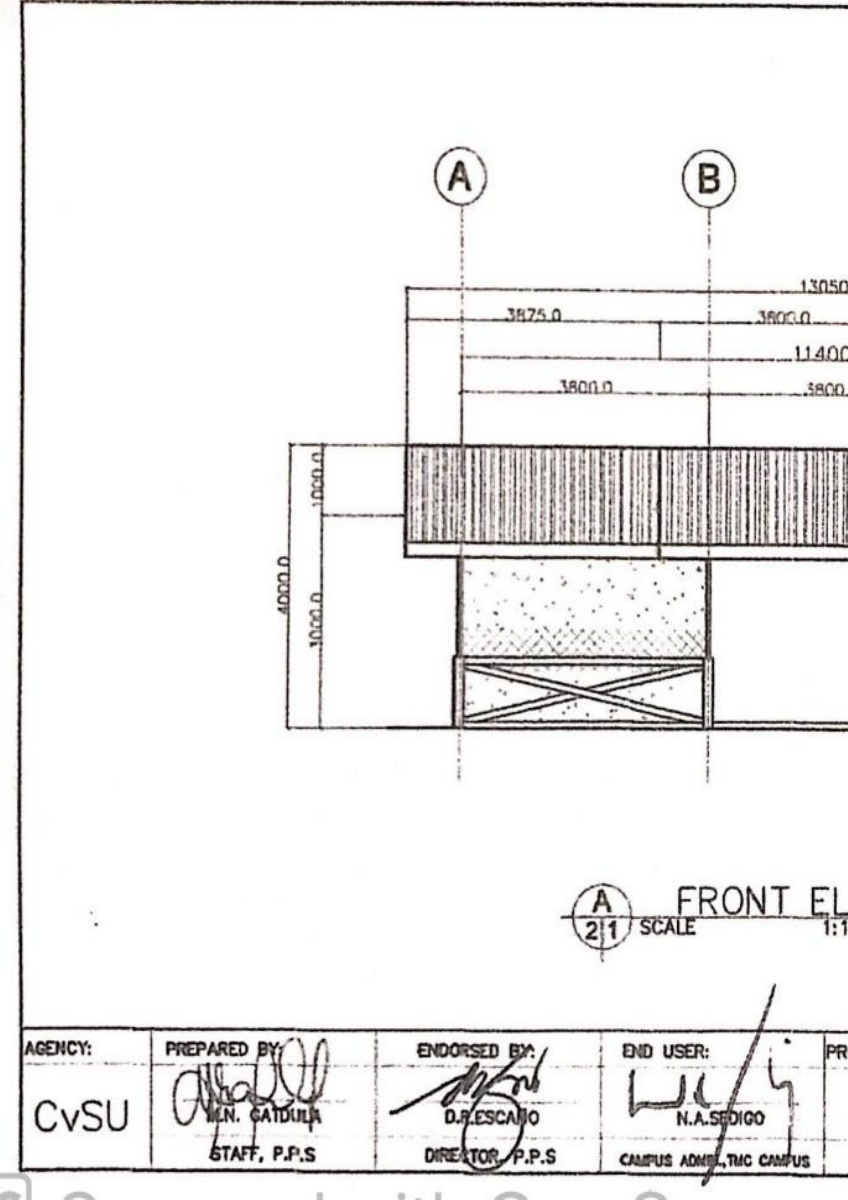 A B
13050
3875.0 3600.0
11400
3800.0 3800
1000.0
4000.0
3000.0
A FRONT EL
2 1 SCALE 1:1
AGENCY: PREPARED BY: ENDORSED BY: END USER: PR
CvSU M.N. GATDULA D.R.ESCAÑO N.A.SEDIGO
STAFF, P.P.S DIRECTOR, P.P.S CAMPUS ADMIN., TMC CAMPUS